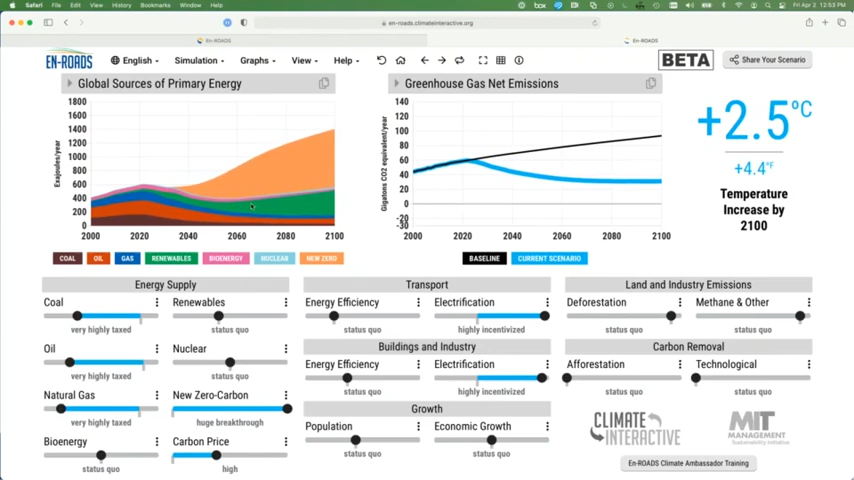 Safari File Edit View History Bookmarks Window Help
box
Fri Apr 2 12:53 PM
en-roads.climateinteractive.org
En-ROADS
En-ROADS
EN-ROADS
English
Simulation
Graphs
View
Help
BETA
Share Your Scenario
Global Sources of Primary Energy
Greenhouse Gas Net Emissions
Exajoules/year
1800
1600
1400
1200
1000
800
600
400
200
0
2000 2020 2040 2060 2080 2100
COAL OIL GAS RENEWABLES BIOENERGY NUCLEAR NEW ZERO
Gigatons CO2 equivalent/year
140
120
100
80
60
40
20
0
-20
-30
2000 2020 2040 2060 2080 2100
BASELINE CURRENT SCENARIO
+2.5°C
+4.4°F
Temperature
Increase by
2100
Energy Supply
Coal
very highly taxed
Renewables
status quo
Oil
very highly taxed
Nuclear
status quo
Natural Gas
very highly taxed
New Zero-Carbon
huge breakthrough
Bioenergy
status quo
Carbon Price
high
Transport
Energy Efficiency
status quo
Electrification
highly incentivized
Buildings and Industry
Energy Efficiency
status quo
Electrification
highly incentivized
Growth
Population
status quo
Economic Growth
status quo
Land and Industry Emissions
Deforestation
status quo
Methane & Other
status quo
Carbon Removal
Afforestation
status quo
Technological
status quo
CLIMATE
INTERACTIVE
MIT
MANAGEMENT
Sustainability Initiative
En-ROADS Climate Ambassador Training